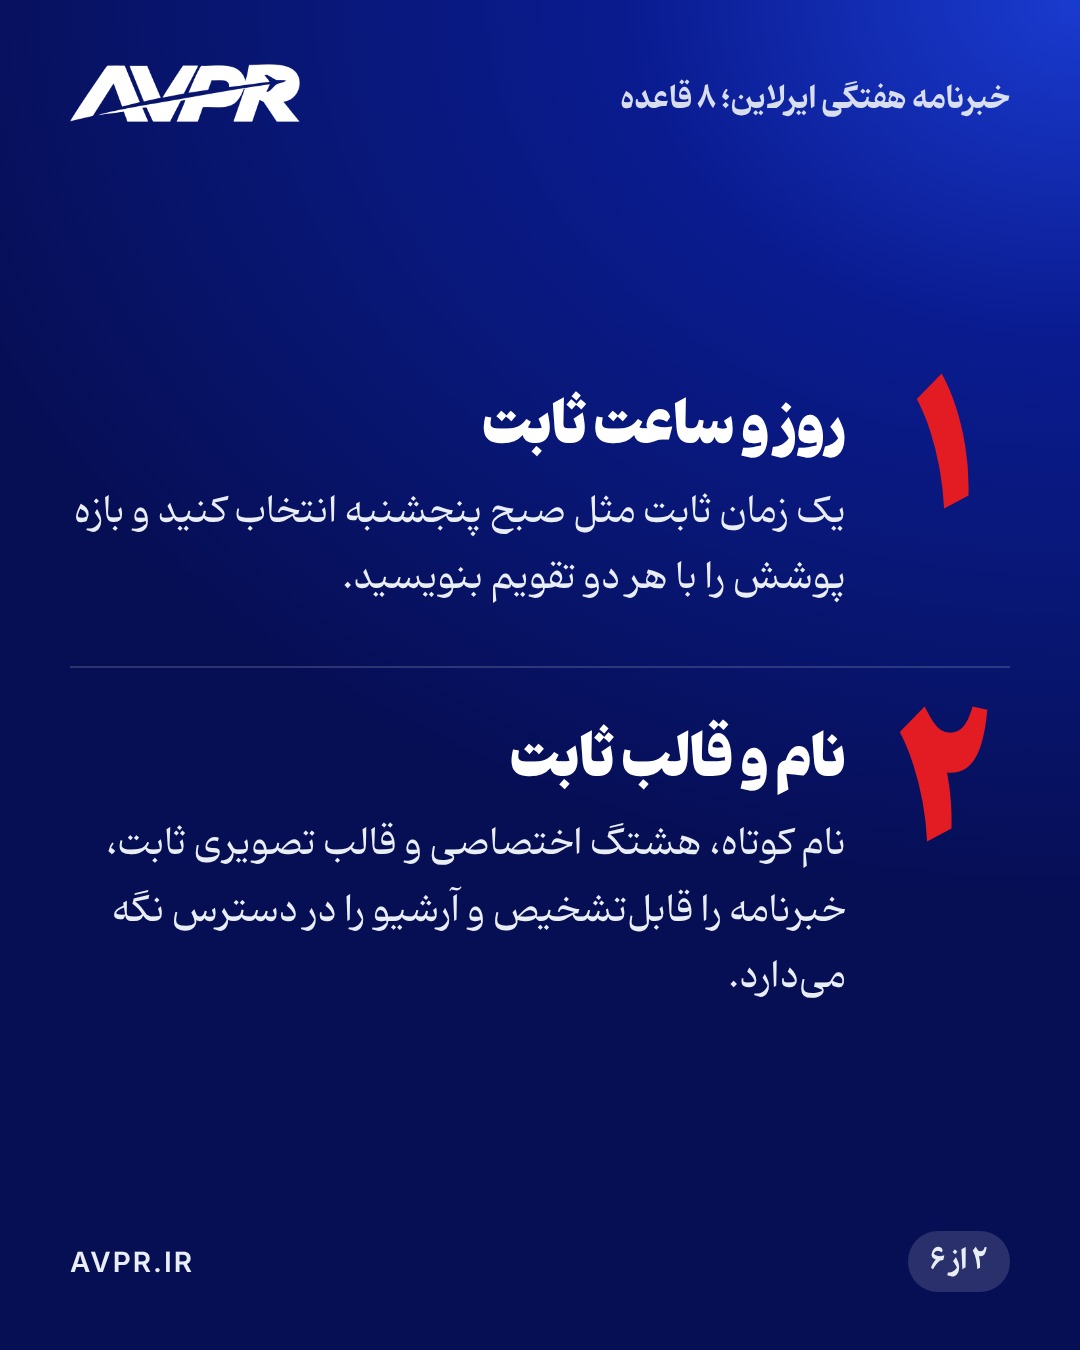 AVPR
خبرنامه هفتگی ایرلاین؛ ۸ قاعده
۱
روز و ساعت ثابت
یک زمان ثابت مثل صبح پنجشنبه انتخاب کنید و بازه
پوشش را با هر دو تقویم بنویسید.
۲
نام و قالب ثابت
نام کوتاه، هشتگ اختصاصی و قالب تصویری ثابت،
خبرنامه را قابل‌تشخیص و آرشیو را در دسترس نگه
می‌دارد.
AVPR.IR
۲ از ۶